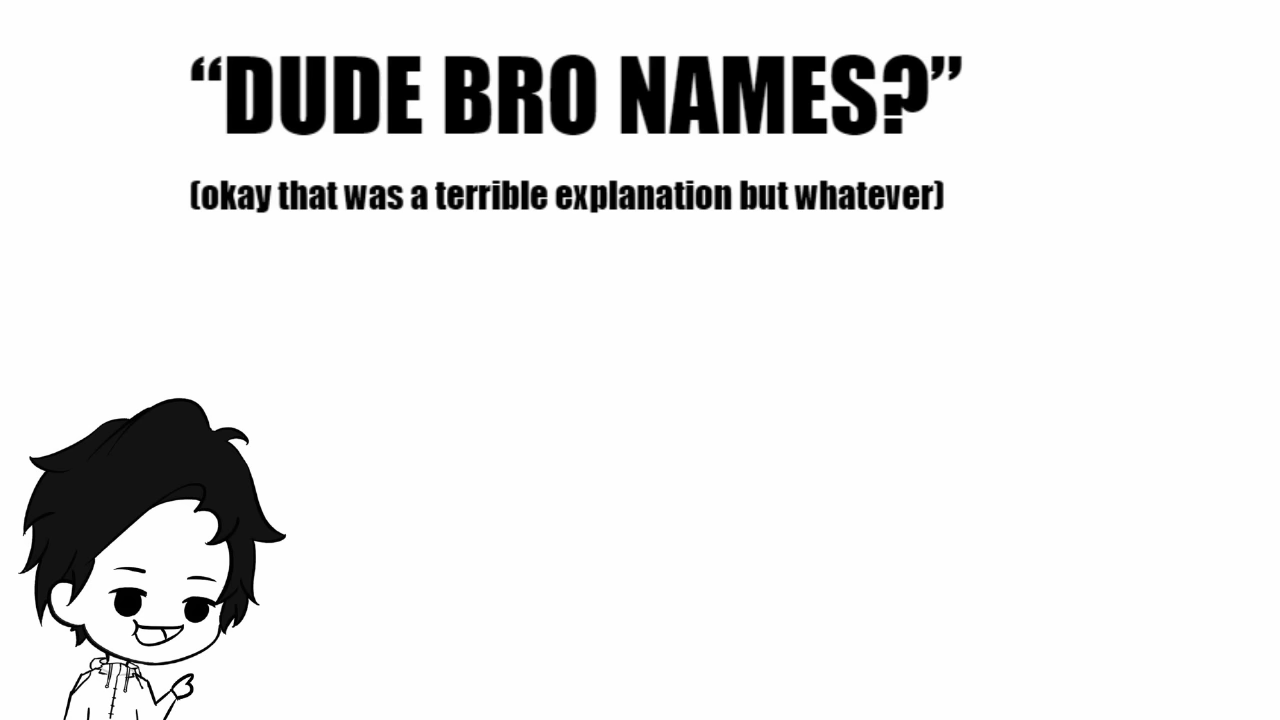 “DUDE BRO NAMES?”
(okay that was a terrible explanation but whatever)